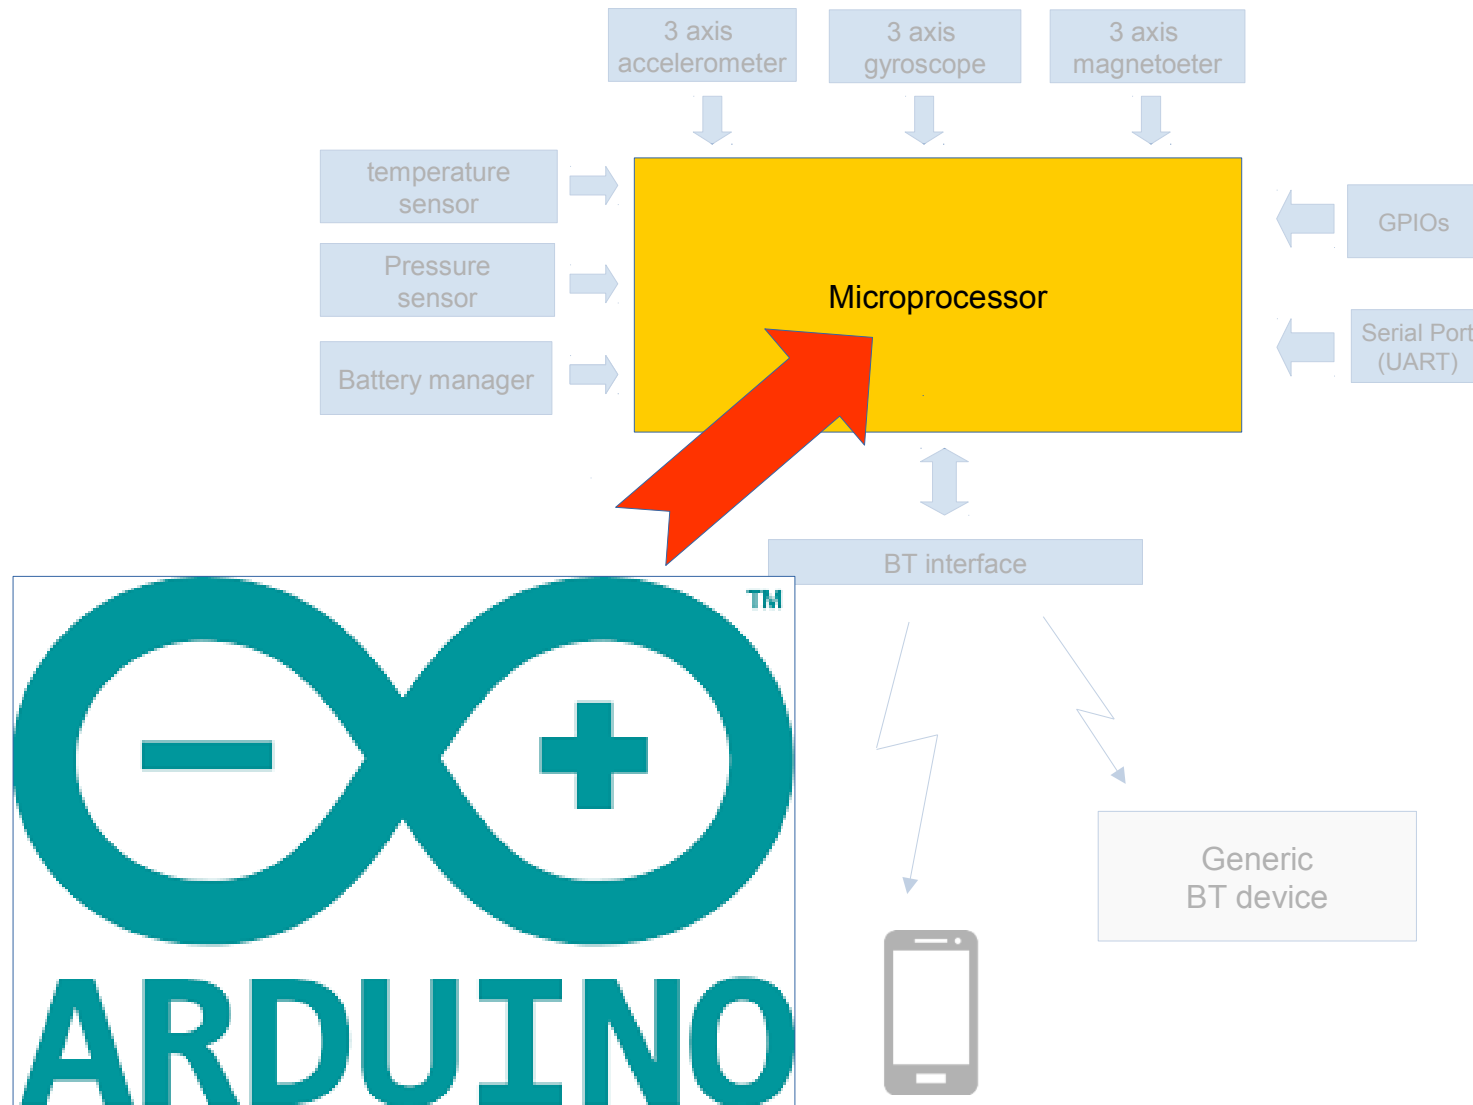 3 axis
accelerometer
3 axis
gyroscope
3 axis
magnetoeter
temperature
sensor
Pressure
sensor
Battery manager
Microprocessor
GPIOs
Serial Port
(UART)
BT interface
TM
ARDUINO
Generic
BT device